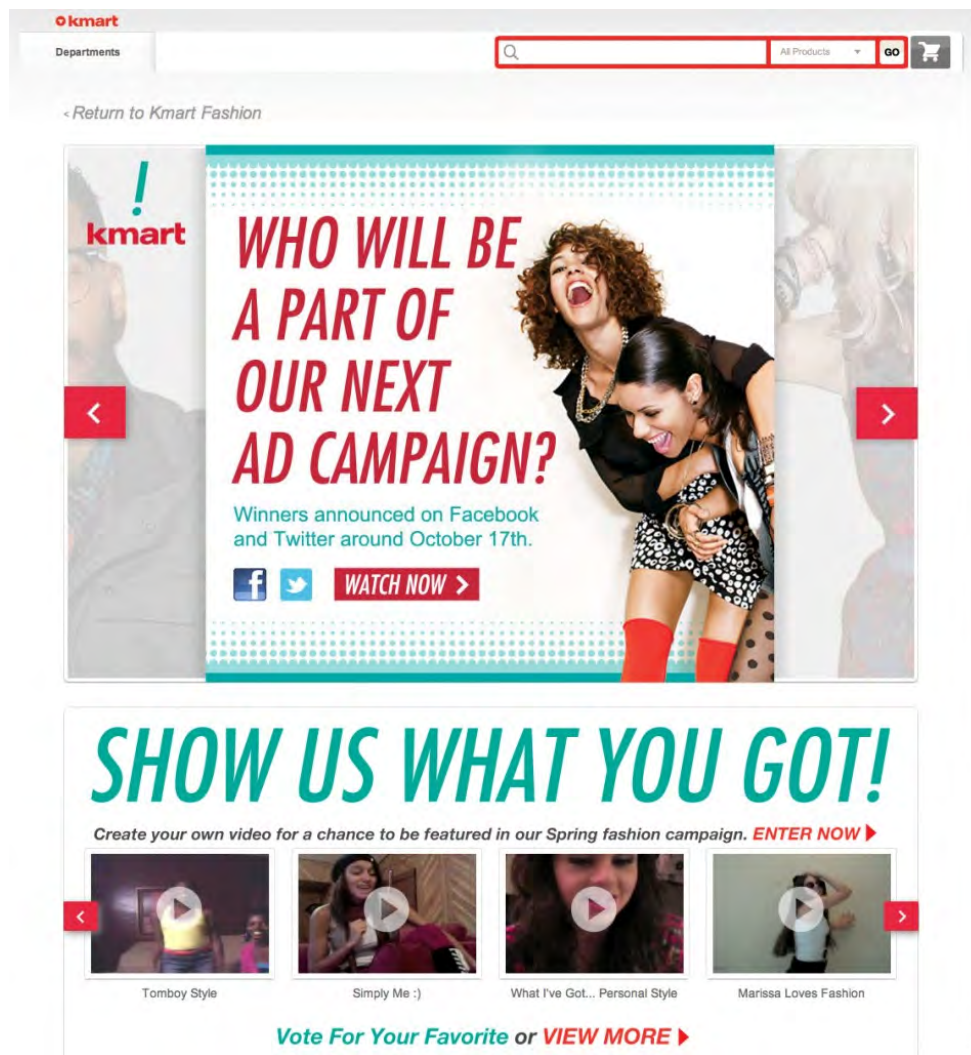 kmart
Departments
All Products
GO
< Return to Kmart Fashion
!
kmart
WHO WILL BE
A PART OF
OUR NEXT
AD CAMPAIGN?
Winners announced on Facebook
and Twitter around October 17th.
f
WATCH NOW >
SHOW US WHAT YOU GOT!
Create your own video for a chance to be featured in our Spring fashion campaign. ENTER NOW
Tomboy Style
Simply Me :)
What I've Got... Personal Style
Marissa Loves Fashion
Vote For Your Favorite or VIEW MORE